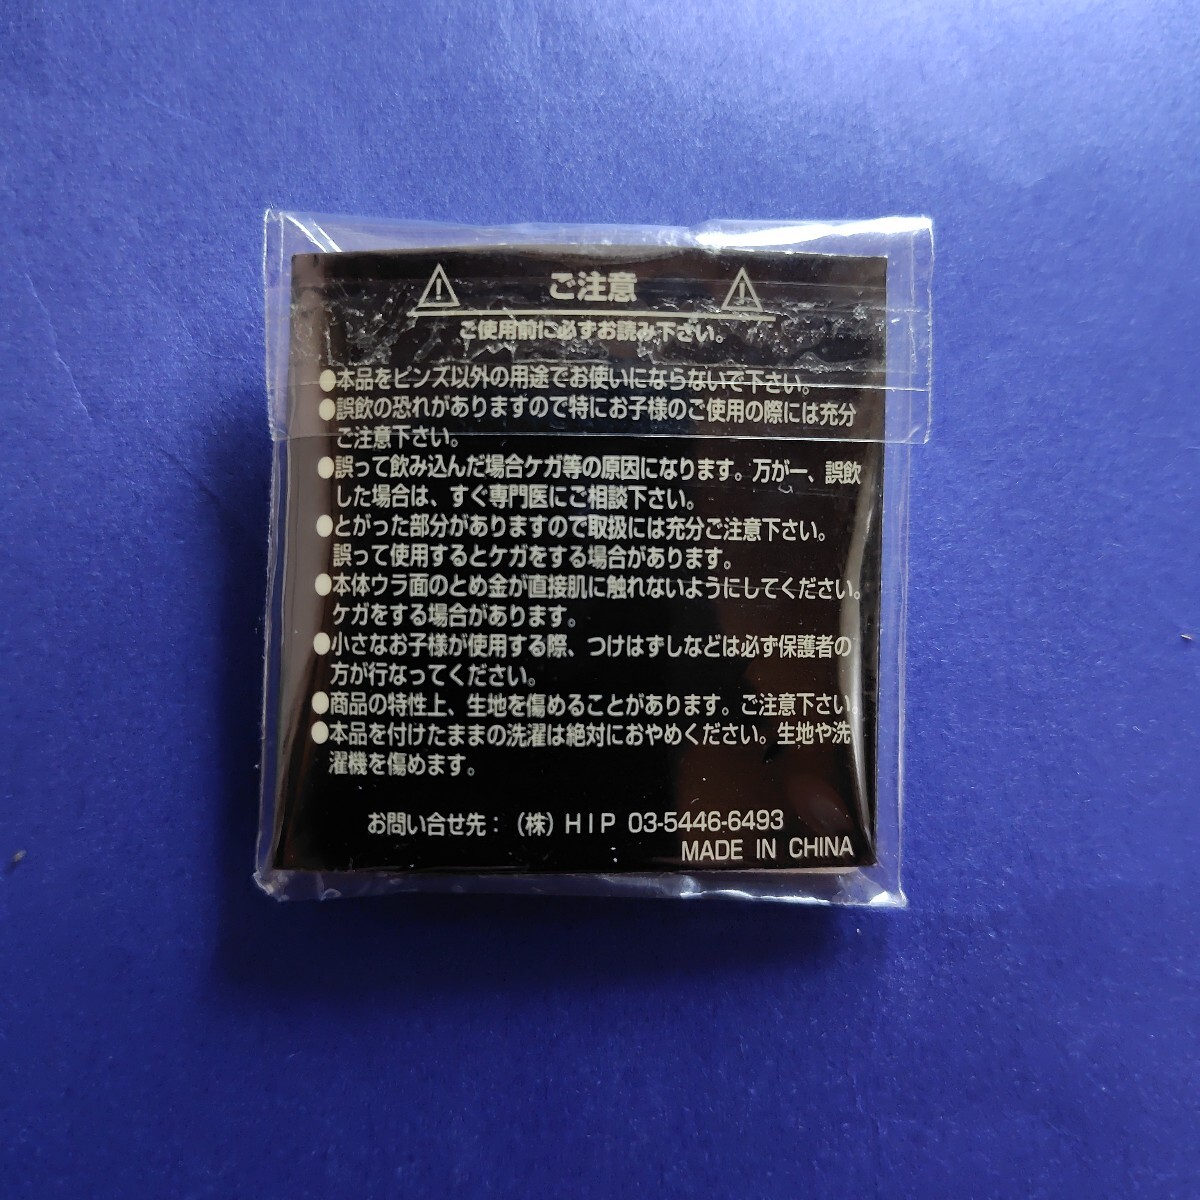 ご注意
ご使用前に必ずお読み下さい。
●本品をピンズ以外の用途でお使いにならないで下さい。
●誤飲の恐れがありますので特にお子様のご使用の際には充分
ご注意下さい。
●誤って飲み込んだ場合ケガ等の原因になります。万が一、誤飲
した場合は、すぐ専門医にご相談下さい。
●とがった部分がありますので取扱には充分ご注意下さい。
誤って使用するとケガをする場合があります。
●本体ウラ面のとめ金が直接肌に触れないようにしてください。
ケガをする場合があります。
●小さなお子様が使用する際、つけはずしなどは必ず保護者の
方が行なってください。
●商品の特性上、生地を傷めることがあります。ご注意下さい。
●本品を付けたままの洗濯は絶対におやめください。生地や洗
濯機を傷めます。
お問い合せ先：（株）HIP 03-5446-6493
MADE IN CHINA